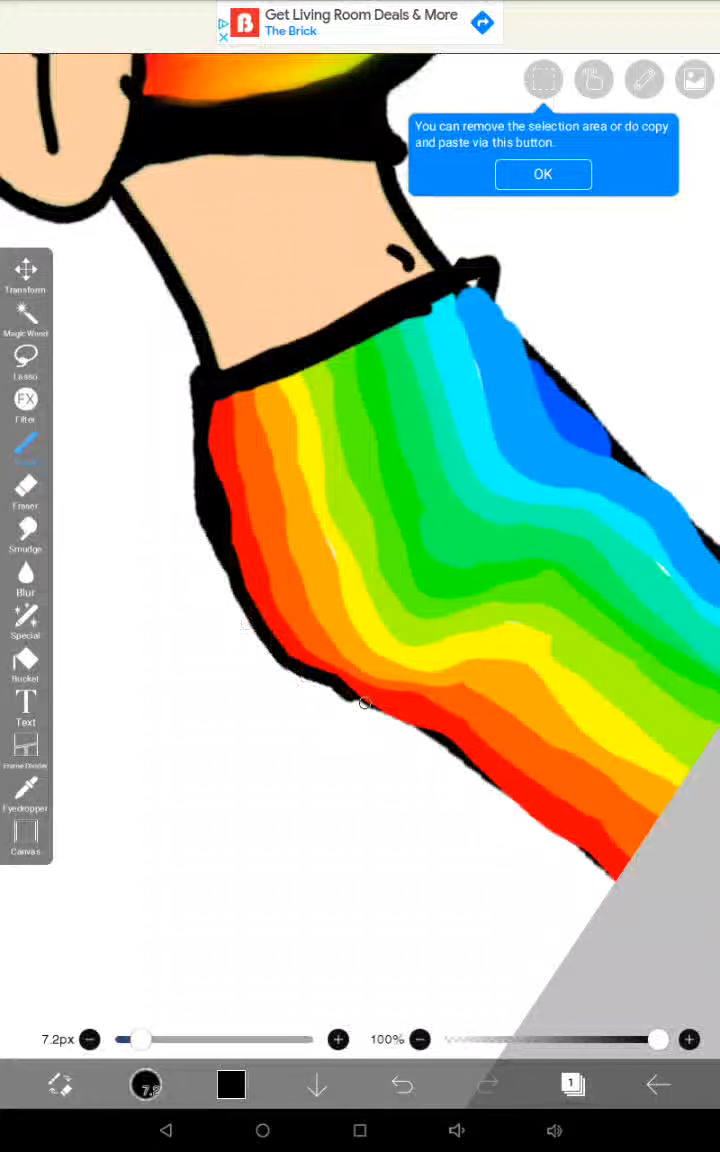 Get Living Room Deals & More
The Brick
You can remove the selection area or do copy
and paste via this button.
OK
Transform
Magic Wand
Lasso
FX
Filter
Eraser
Smudge
Blur
Special
Bucket
T
Text
Frame Divider
Eyedropper
Canvas
7.2px
100%
7.2
1